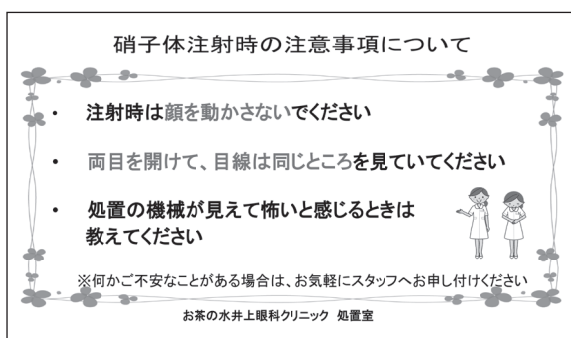 硝子体注射時の注意事項について
・ 注射時は顔を動かさないでください
・ 両目を開けて、目線は同じところを見ていてください
・ 処置の機械が見えて怖いと感じるときは
教えてください
※何かご不安なことがある場合は、お気軽にスタッフへお申し付けください
お茶の水井上眼科クリニック 処置室